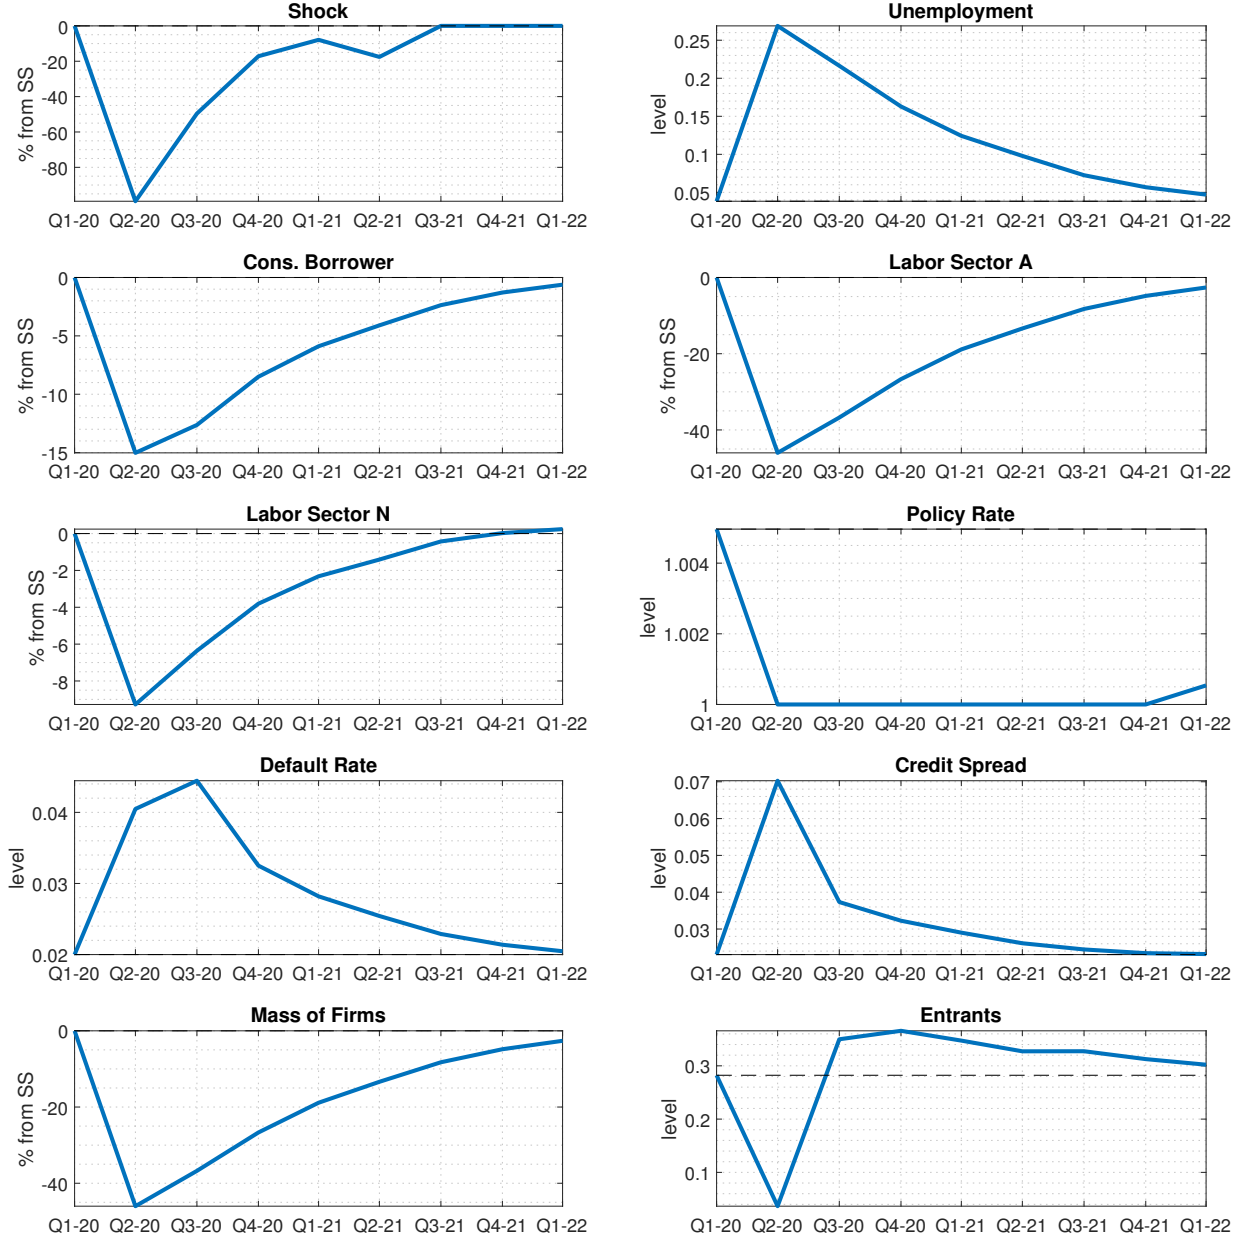 Shock
% from SS
0
-20
-40
-60
-80
Q1-20 Q2-20 Q3-20 Q4-20 Q1-21 Q2-21 Q3-21 Q4-21 Q1-22
Unemployment
level
0.25
0.2
0.15
0.1
0.05
Q1-20 Q2-20 Q3-20 Q4-20 Q1-21 Q2-21 Q3-21 Q4-21 Q1-22
Cons. Borrower
% from SS
0
-5
-10
-15
Q1-20 Q2-20 Q3-20 Q4-20 Q1-21 Q2-21 Q3-21 Q4-21 Q1-22
Labor Sector A
% from SS
0
-20
-40
Q1-20 Q2-20 Q3-20 Q4-20 Q1-21 Q2-21 Q3-21 Q4-21 Q1-22
Labor Sector N
% from SS
0
-2
-4
-6
-8
Q1-20 Q2-20 Q3-20 Q4-20 Q1-21 Q2-21 Q3-21 Q4-21 Q1-22
Policy Rate
level
1.004
1.002
1
Q1-20 Q2-20 Q3-20 Q4-20 Q1-21 Q2-21 Q3-21 Q4-21 Q1-22
Default Rate
level
0.04
0.03
0.02
Q1-20 Q2-20 Q3-20 Q4-20 Q1-21 Q2-21 Q3-21 Q4-21 Q1-22
Credit Spread
level
0.07
0.06
0.05
0.04
0.03
Q1-20 Q2-20 Q3-20 Q4-20 Q1-21 Q2-21 Q3-21 Q4-21 Q1-22
Mass of Firms
% from SS
0
-20
-40
Q1-20 Q2-20 Q3-20 Q4-20 Q1-21 Q2-21 Q3-21 Q4-21 Q1-22
Entrants
level
0.3
0.2
0.1
Q1-20 Q2-20 Q3-20 Q4-20 Q1-21 Q2-21 Q3-21 Q4-21 Q1-22